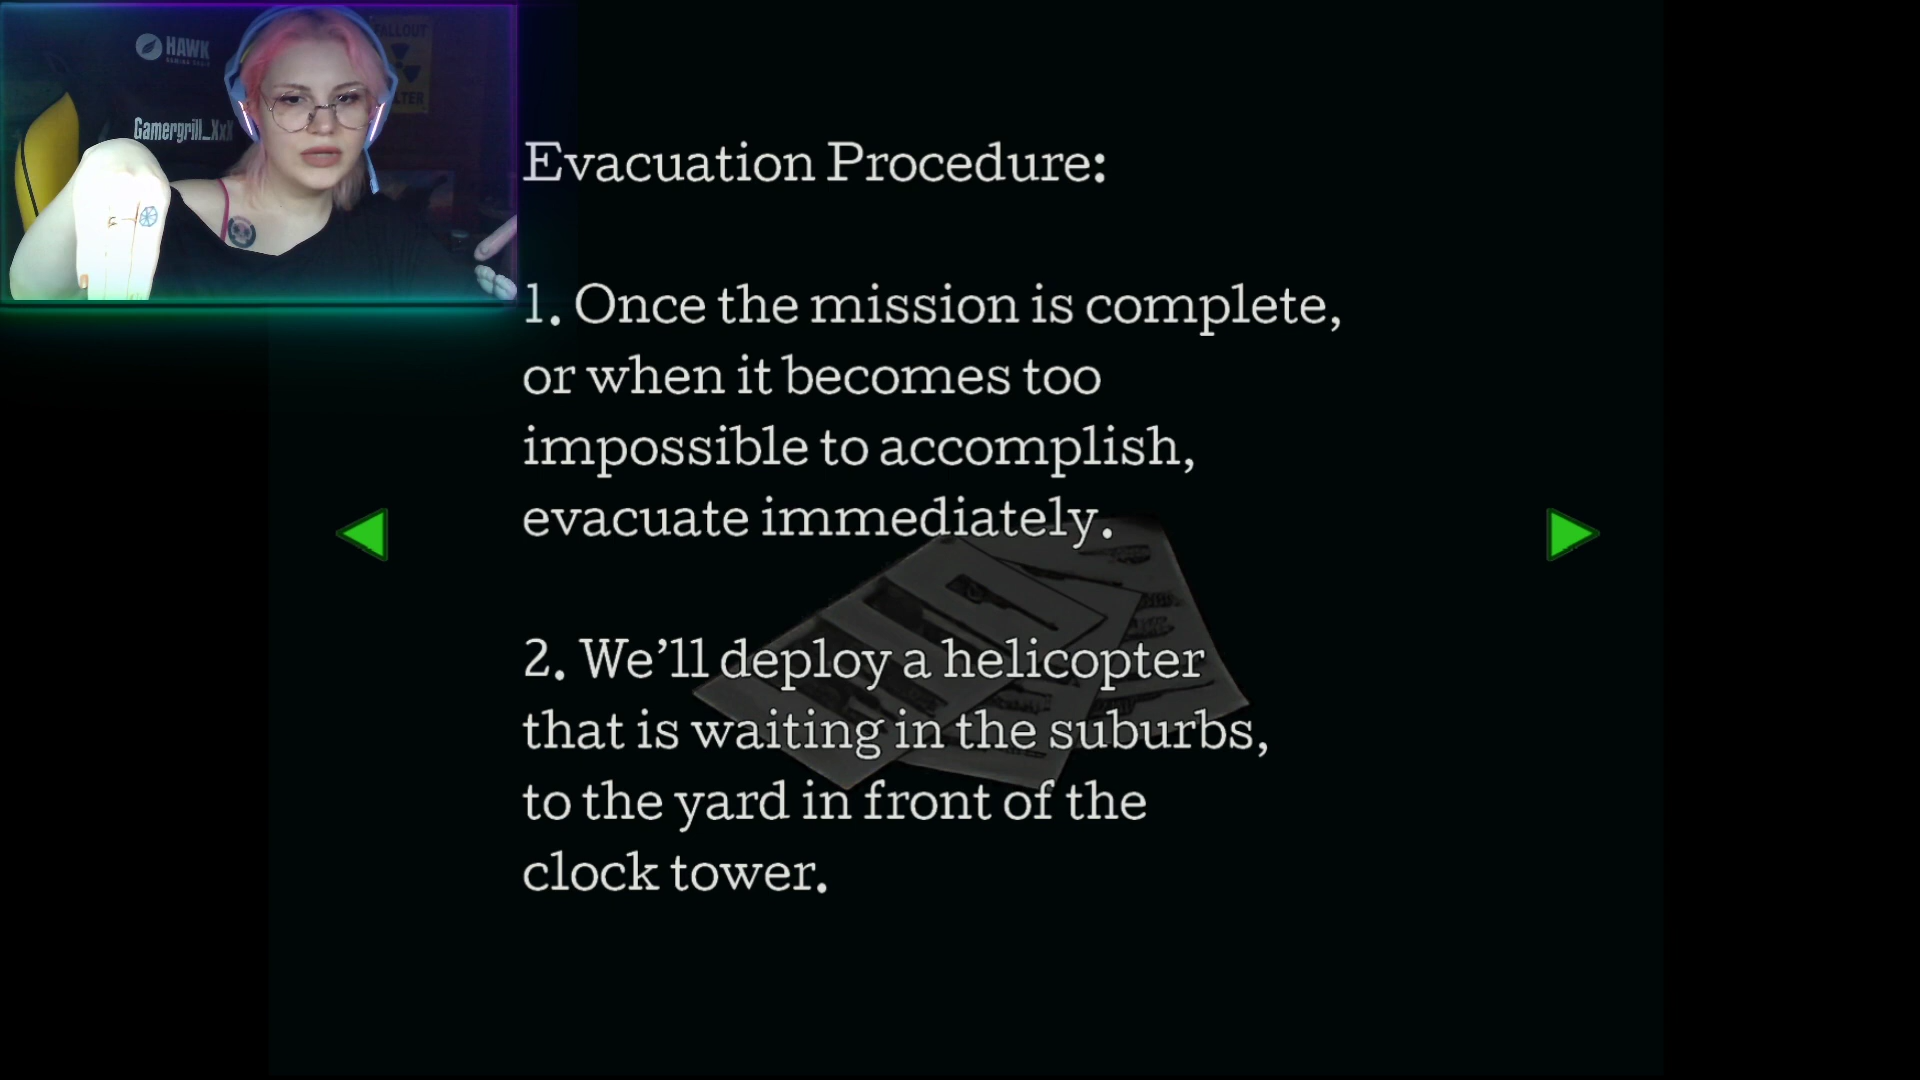 HAWK
FALLOUT
Gamergrill_XxX
Evacuation Procedure:
1. Once the mission is complete,
or when it becomes too
impossible to accomplish,
evacuate immediately.
2. We'll deploy a helicopter
that is waiting in the suburbs,
to the yard in front of the
clock tower.